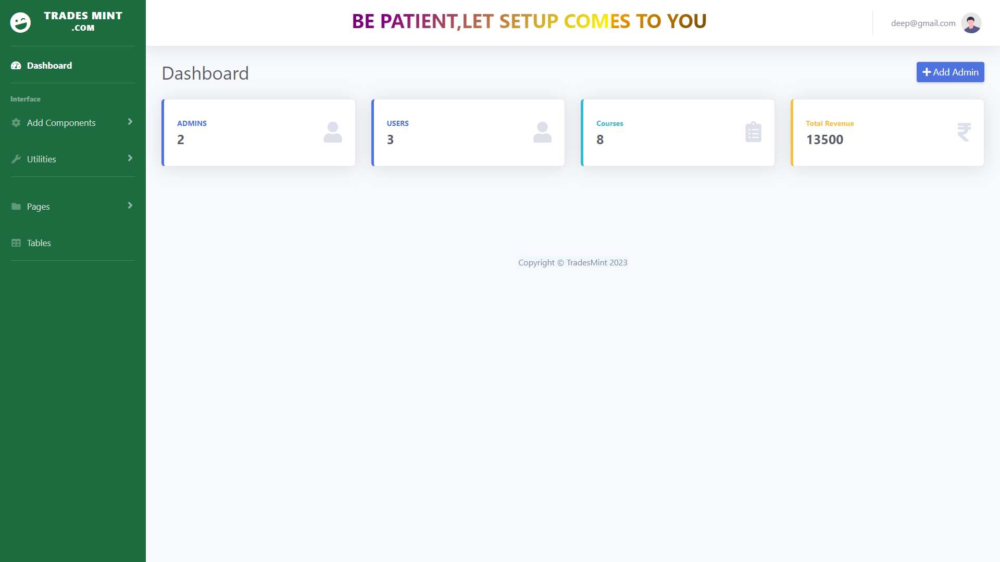 TRADES MINT
.COM
Dashboard
Interface
Add Components
Utilities
Pages
Tables
BE PATIENT,LET SETUP COMES TO YOU
deep@gmail.com
Dashboard
Add Admin
ADMINS
2
USERS
3
Courses
8
Total Revenue
13500
₹
Copyright © TradesMint 2023